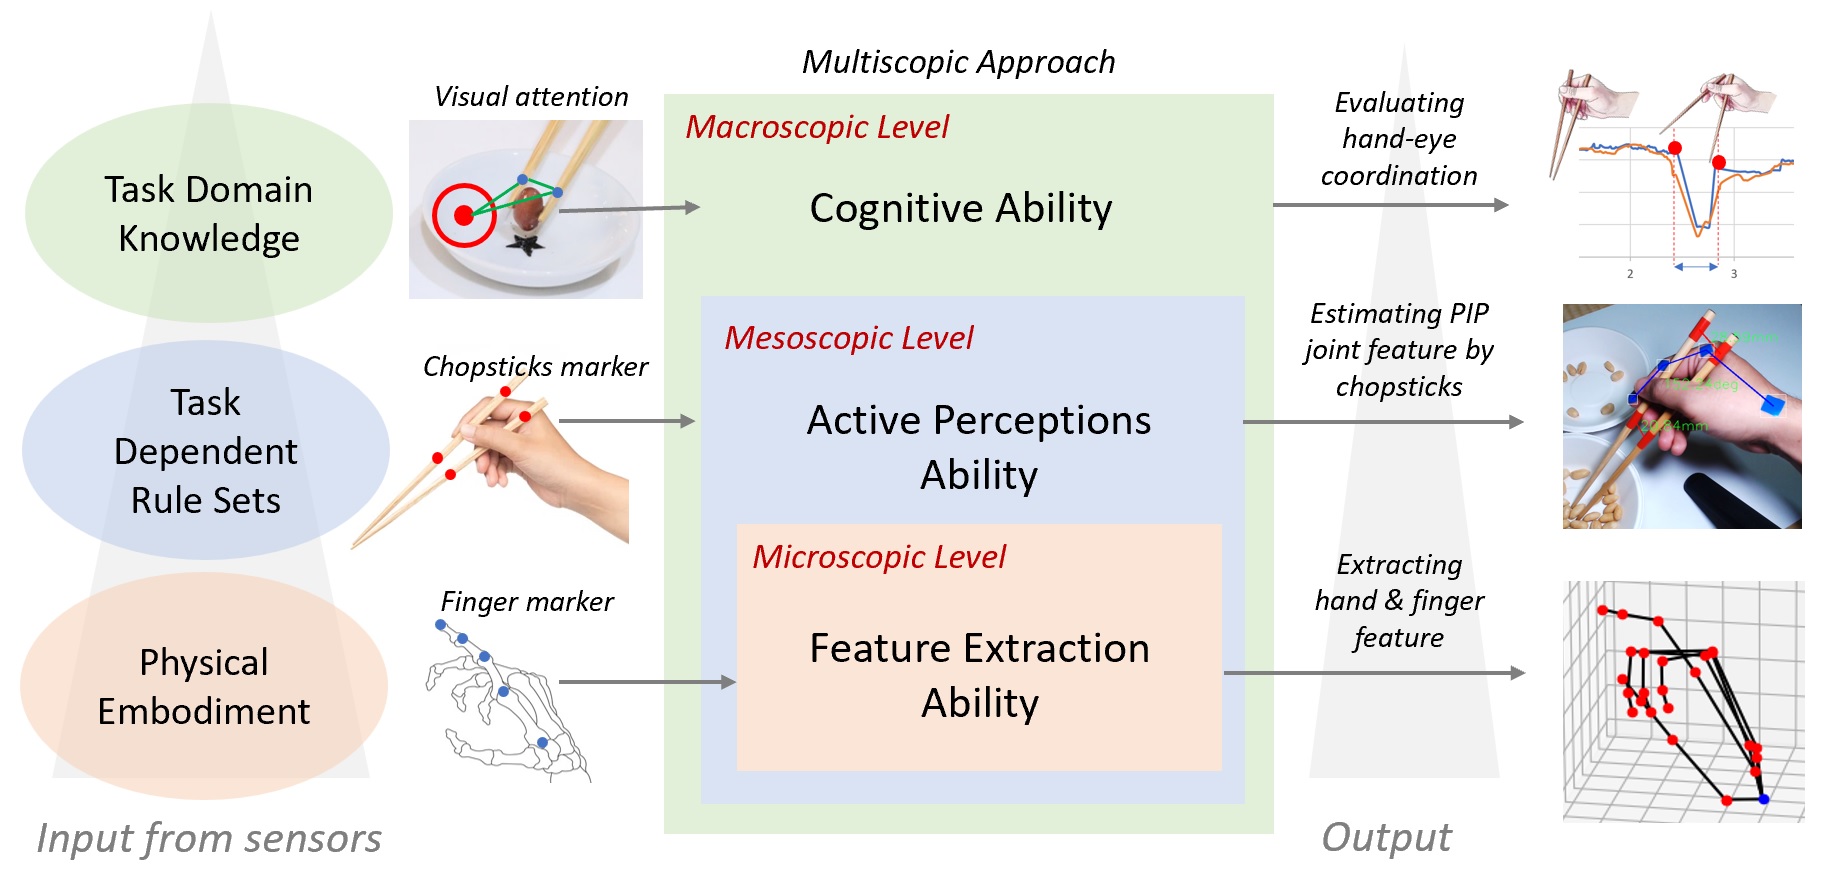 Multiscopic Approach
Visual attention
Macroscopic Level
Evaluating
hand-eye
coordination
Task Domain
Knowledge
Cognitive Ability
2
3
Chopsticks marker
Mesoscopic Level
Estimating PIP
joint feature by
chopsticks
Task
Dependent
Rule Sets
Active Perceptions
Ability
Finger marker
Microscopic Level
Extracting
hand & finger
feature
Physical
Embodiment
Feature Extraction
Ability
Input from sensors
Output